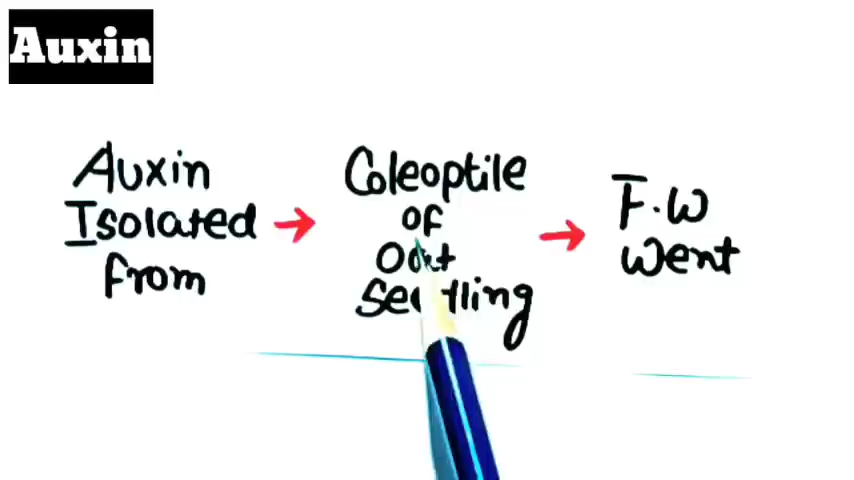 Auxin
Auxin
Isolated
from
Coleoptile
of
Oat
Seedling
F.W
Went